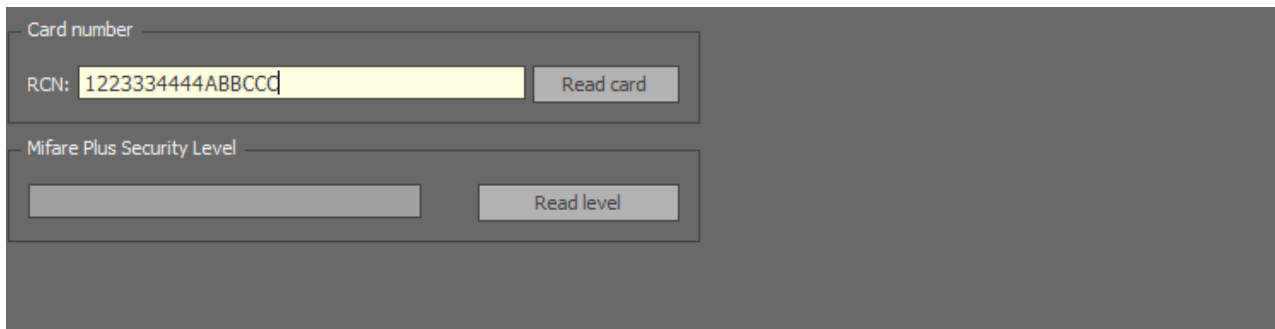 Card number
RCN: 1223334444ABBCCC Read card
Mifare Plus Security Level
Read level